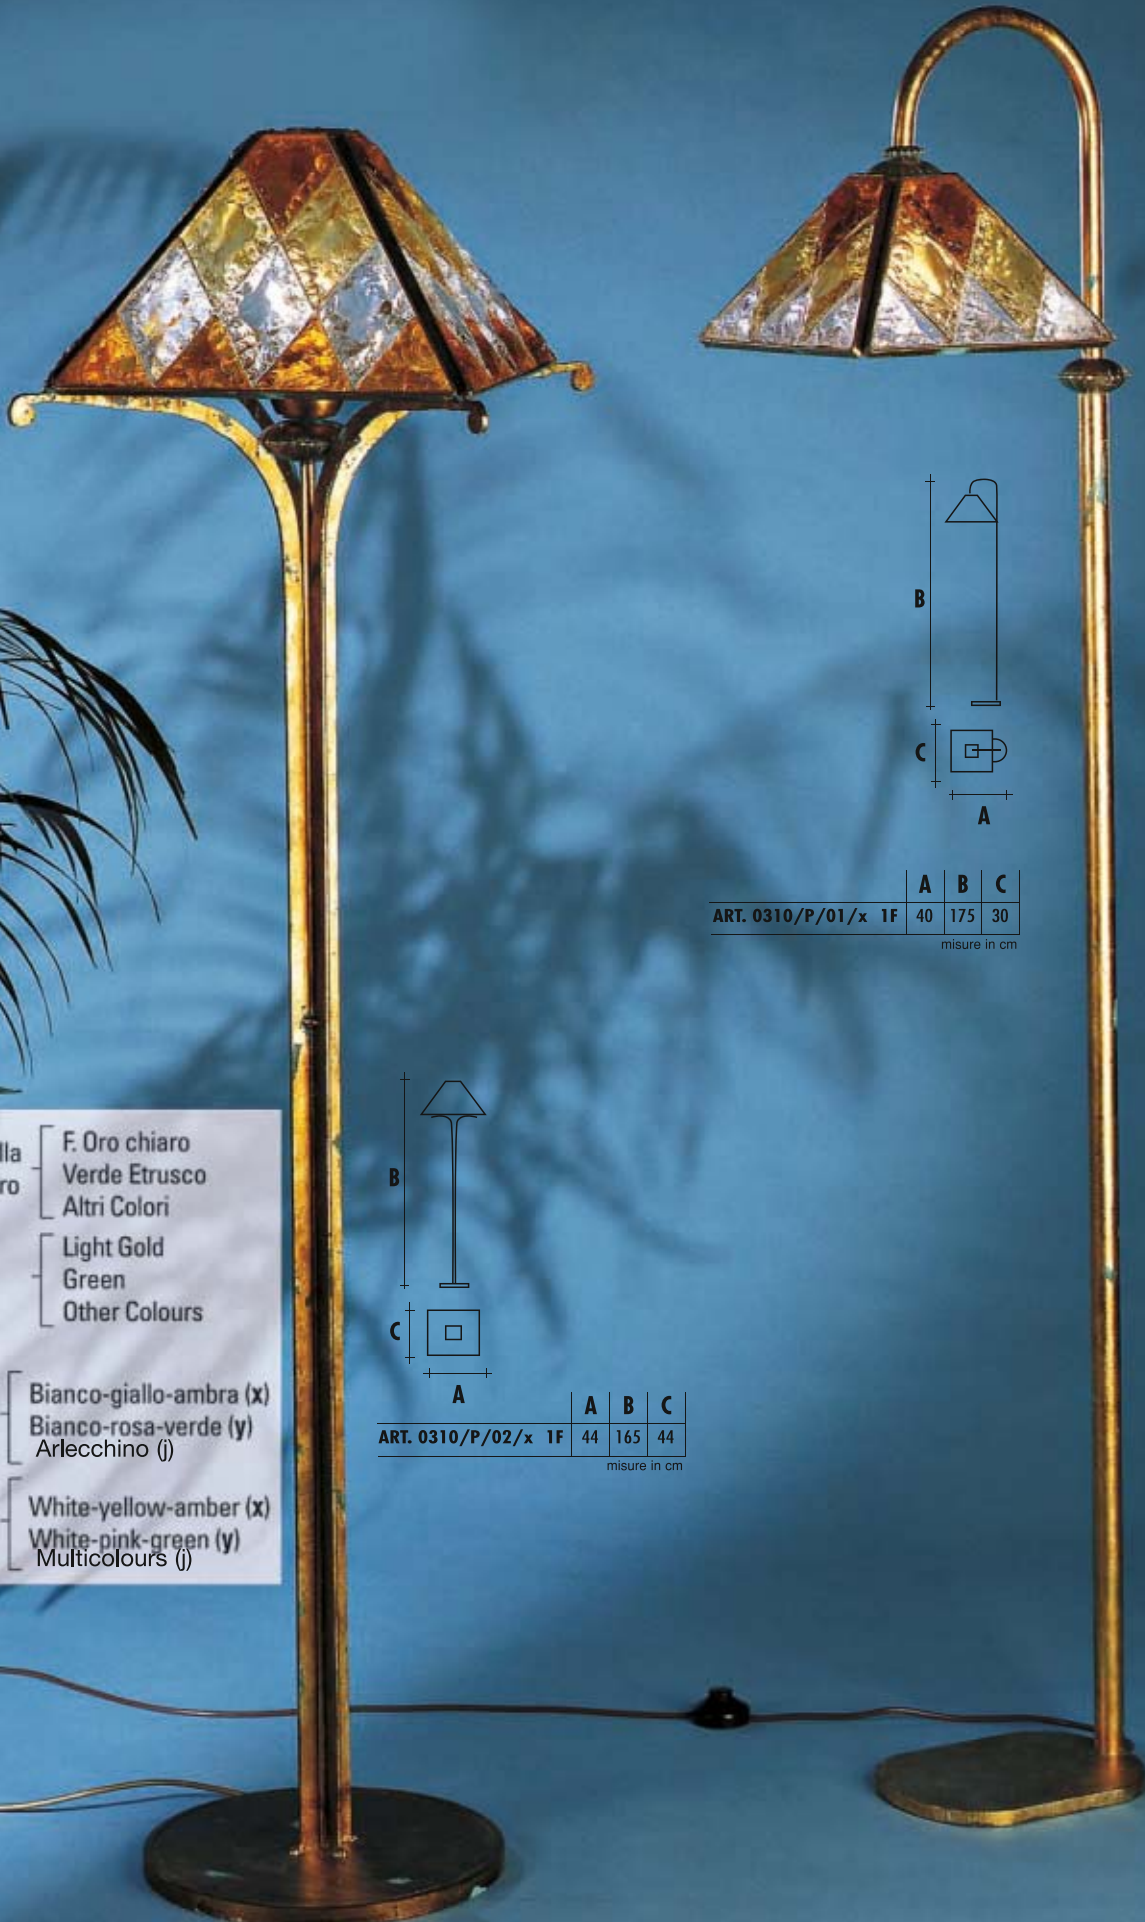 B
C
A
A B C
ART. 0310/P/01/x 1F 40 175 30
misure in cm
B
C
A
A B C
ART. 0310/P/02/x 1F 44 165 44
misure in cm
F. Oro chiaro
Verde Etrusco
Altri Colori
Light Gold
Green
Other Colours
Bianco-giallo-ambra (x)
Bianco-rosa-verde (y)
Arlecchino (j)
White-yellow-amber (x)
White-pink-green (y)
Multicolours (j)